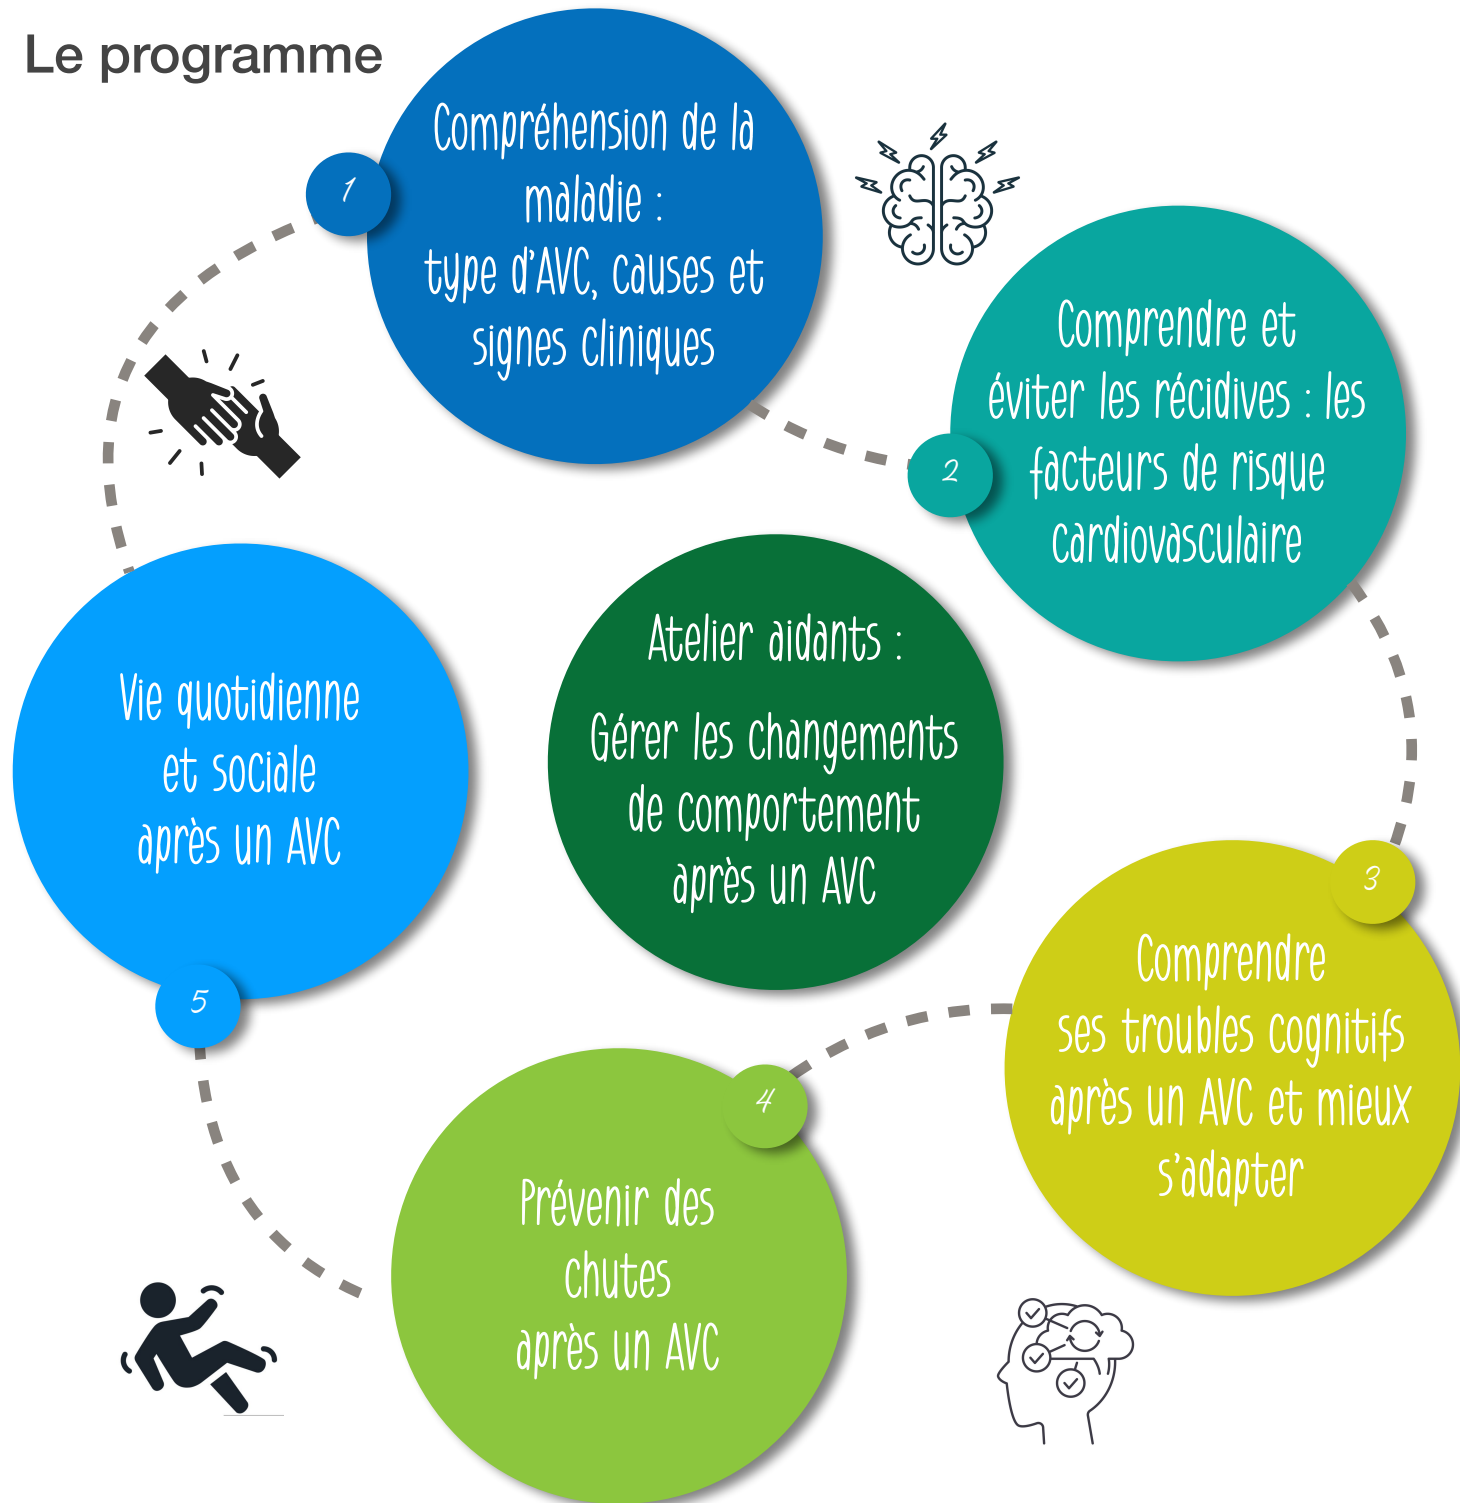 Le programme
1
Compréhension de la
maladie :
type d'AVC, causes et
signes cliniques
2
Comprendre et
éviter les récidives : les
facteurs de risque
cardiovasculaire
3
Comprendre
ses troubles cognitifs
après un AVC et mieux
s'adapter
4
Prévenir des
chutes
après un AVC
5
Vie quotidienne
et sociale
après un AVC
Atelier aidants :
Gérer les changements
de comportement
après un AVC